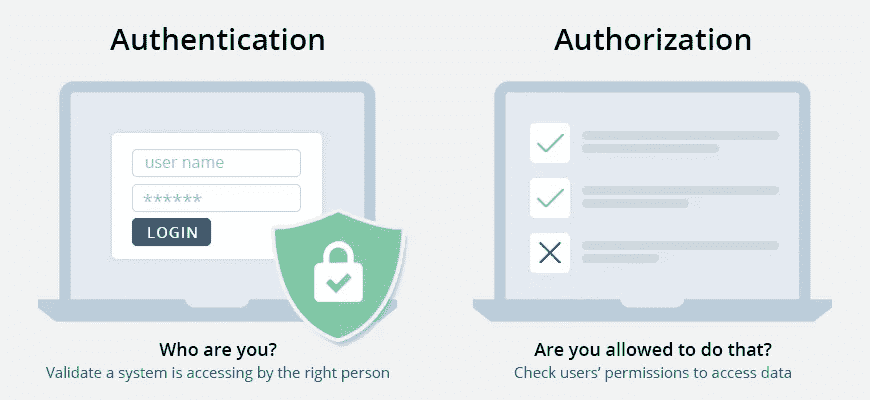 Authentication
user name
******
LOGIN
Who are you?
Validate a system is accessing by the right person
Authorization
Are you allowed to do that?
Check users’ permissions to access data